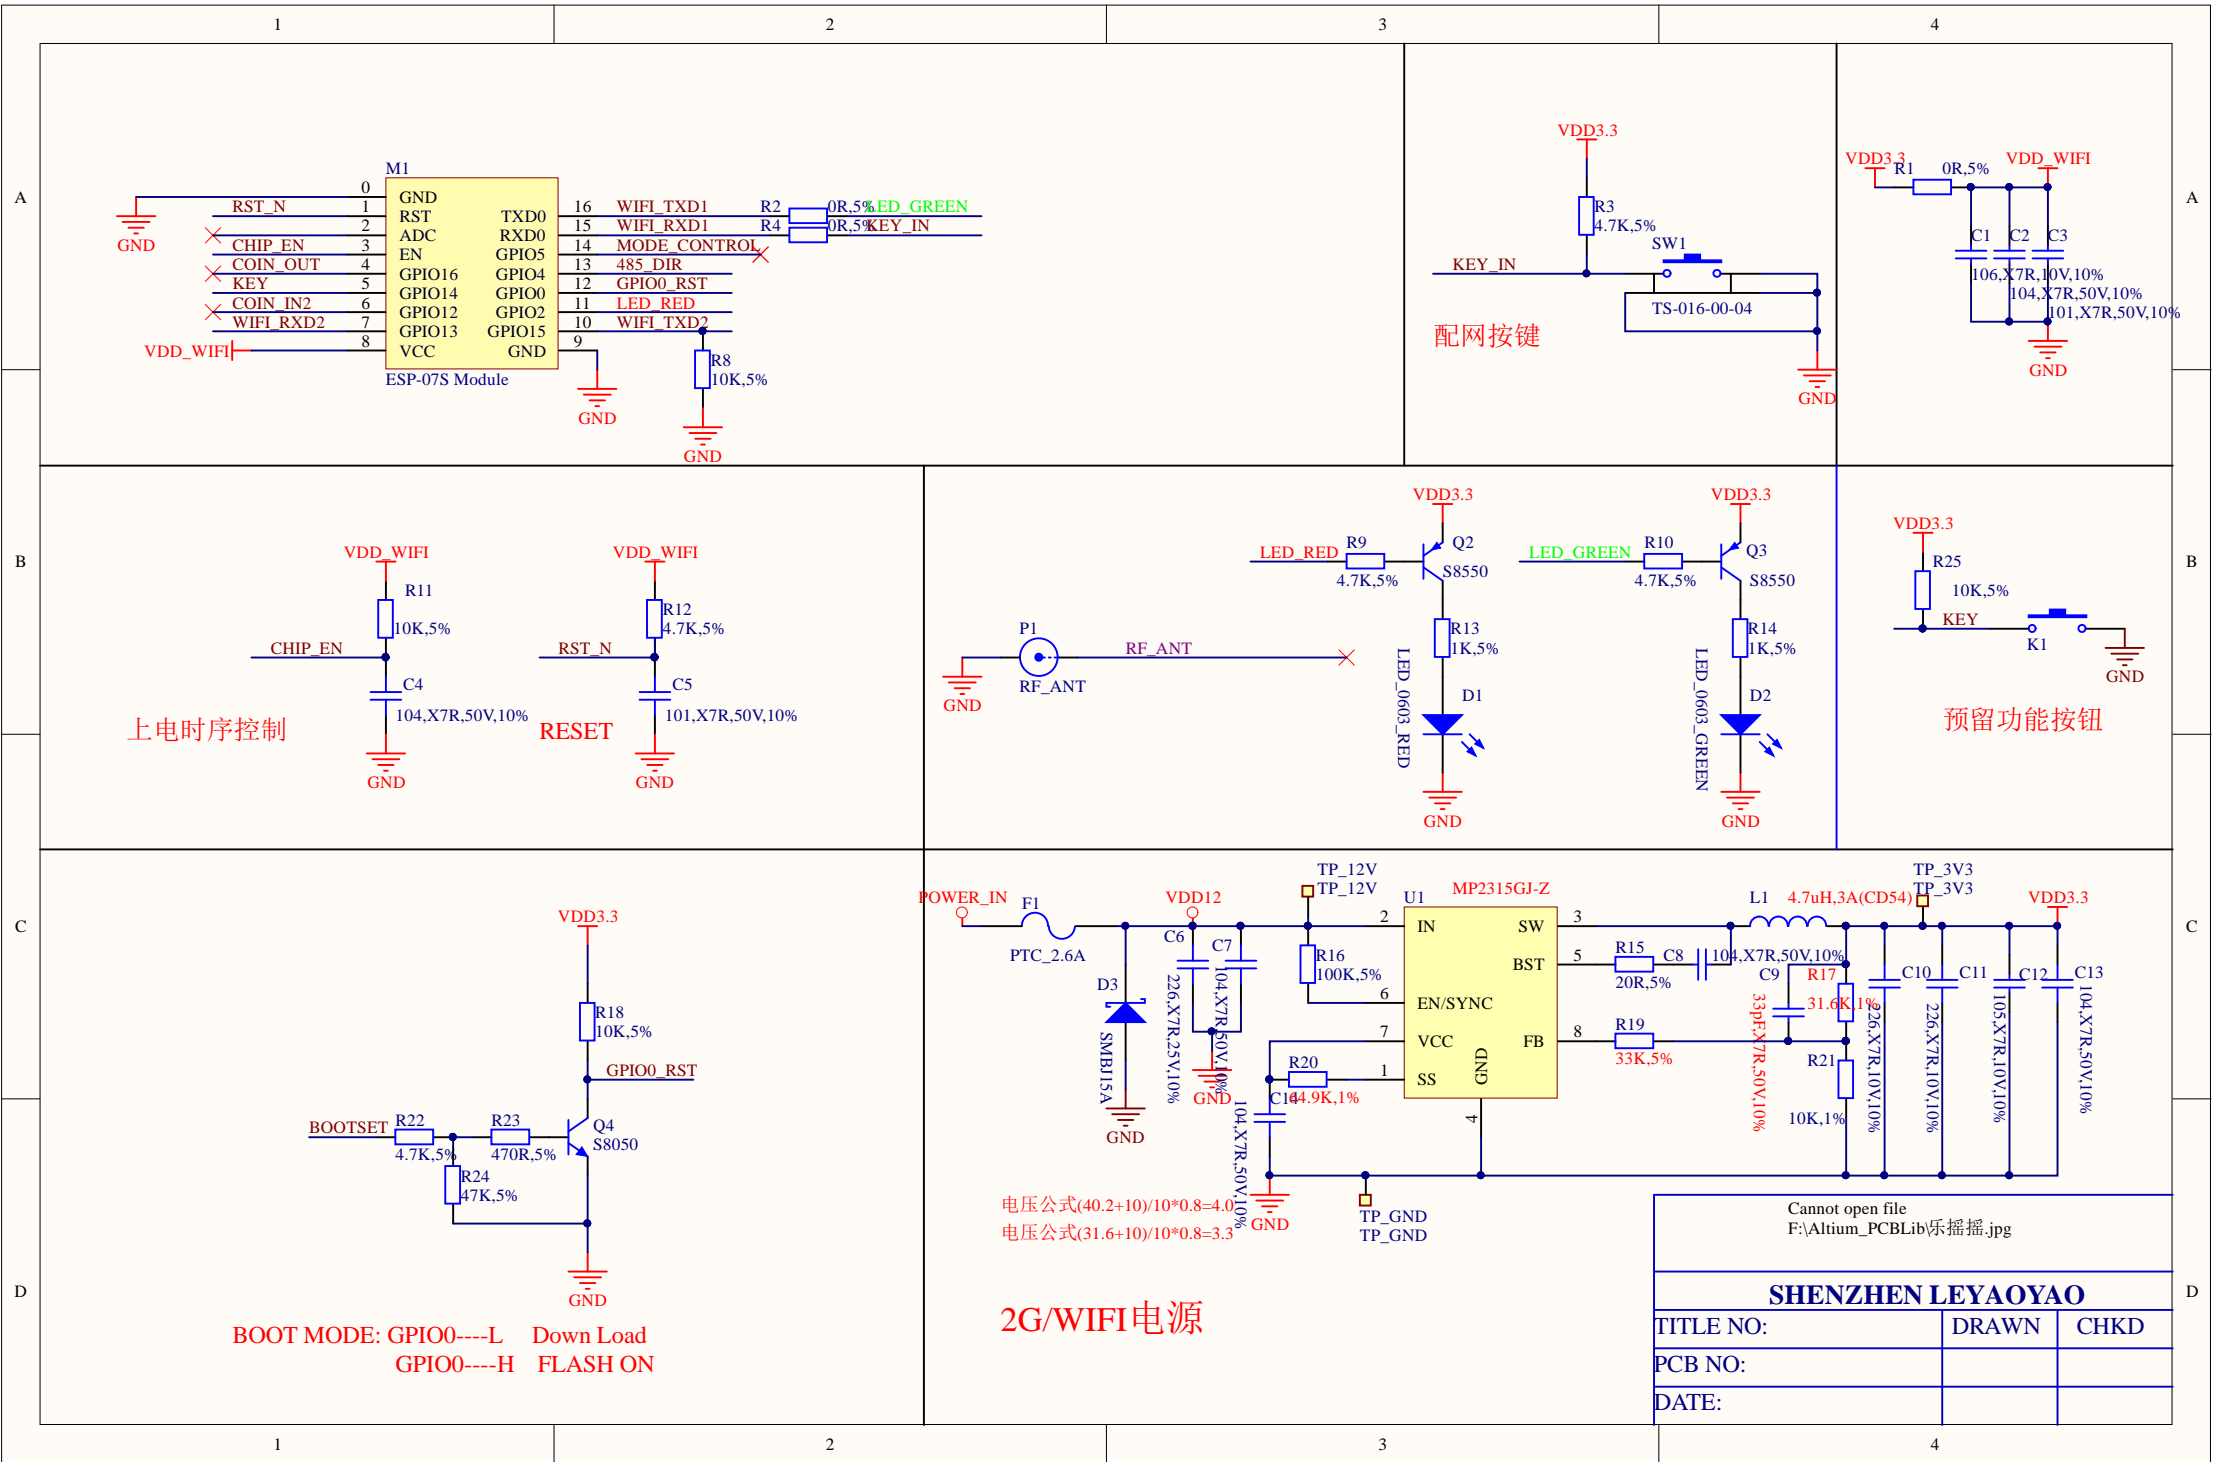 1 2 3 4
A
M1
0 GND
RST_N 1 RST
2 ADC
CHIP_EN 3 EN
COIN_OUT 4 GPIO16
KEY 5 GPIO14
COIN_IN2 6 GPIO12
WIFI_RXD2 7 GPIO13
VDD_WIFI 8 VCC
GND
TXD0 16 WIFI_TXD1 R2 0R,5% LED_GREEN
RXD0 15 WIFI_RXD1 R4 0R,5% KEY_IN
GPIO5 14 MODE_CONTROL
GPIO4 13 485_DIR
GPIO0 12 GPIO0_RST
GPIO2 11 LED_RED
GPIO15 10 WIFI_TXD2
GND 9
ESP-07S Module
GND
R8
10K,5%
GND
VDD3.3
R3
4.7K,5%
SW1
KEY_IN
TS-016-00-04
配网按键
GND
VDD3.3
R1 0R,5%
VDD_WIFI
C1 C2 C3
106,X7R,10V,10%
104,X7R,50V,10%
101,X7R,50V,10%
GND
A
B
VDD_WIFI
R11
10K,5%
CHIP_EN
C4
104,X7R,50V,10%
上电时序控制
GND
VDD_WIFI
R12
4.7K,5%
RST_N
C5
101,X7R,50V,10%
RESET
GND
P1
RF_ANT
RF_ANT
GND
VDD3.3
LED_RED R9
4.7K,5%
Q2
S8550
R13
1K,5%
D1
LED_0603_RED
GND
VDD3.3
LED_GREEN R10
4.7K,5%
Q3
S8550
R14
1K,5%
D2
LED_0603_GREEN
GND
VDD3.3
R25
10K,5%
KEY
K1
GND
预留功能按钮
B
C
VDD3.3
R18
10K,5%
GPIO0_RST
BOOTSET R22
4.7K,5%
R23
470R,5%
Q4
S8050
R24
47K,5%
GND
BOOT MODE: GPIO0----L Down Load
GPIO0----H FLASH ON
POWER_IN
F1
PTC_2.6A
D3
SMBJ15A
GND
VDD12
C6
226,X7R,25V,10%
C7
104,X7R,50V,10%
GND
TP_12V
TP_12V
R16
100K,5%
U1 MP2315GJ-Z
2 IN
6 EN/SYNC
7 VCC
1 SS
SW 3
BST 5
FB 8
GND
4
R20
64.9K,1%
C14
104,X7R,50V,10%
GND
TP_GND
TP_GND
R15
20R,5%
C8
104,X7R,50V,10%
L1 4.7uH,3A(CD54)
R19
33K,5%
C9
33pF,X7R,50V,10%
R17
31.6K,1%
R21
10K,1%
TP_3V3
TP_3V3
VDD3.3
C10
226,X7R,10V,10%
C11
226,X7R,10V,10%
C12
105,X7R,10V,10%
C13
104,X7R,50V,10%
电压公式(40.2+10)/10*0.8=4.0
电压公式(31.6+10)/10*0.8=3.3
2G/WIFI电源
C
D
Cannot open file
F:\Altium_PCBLib\乐摇摇.jpg
SHENZHEN LEYAOYAO
TITLE NO: DRAWN CHKD
PCB NO:
DATE:
D
1 2 3 4